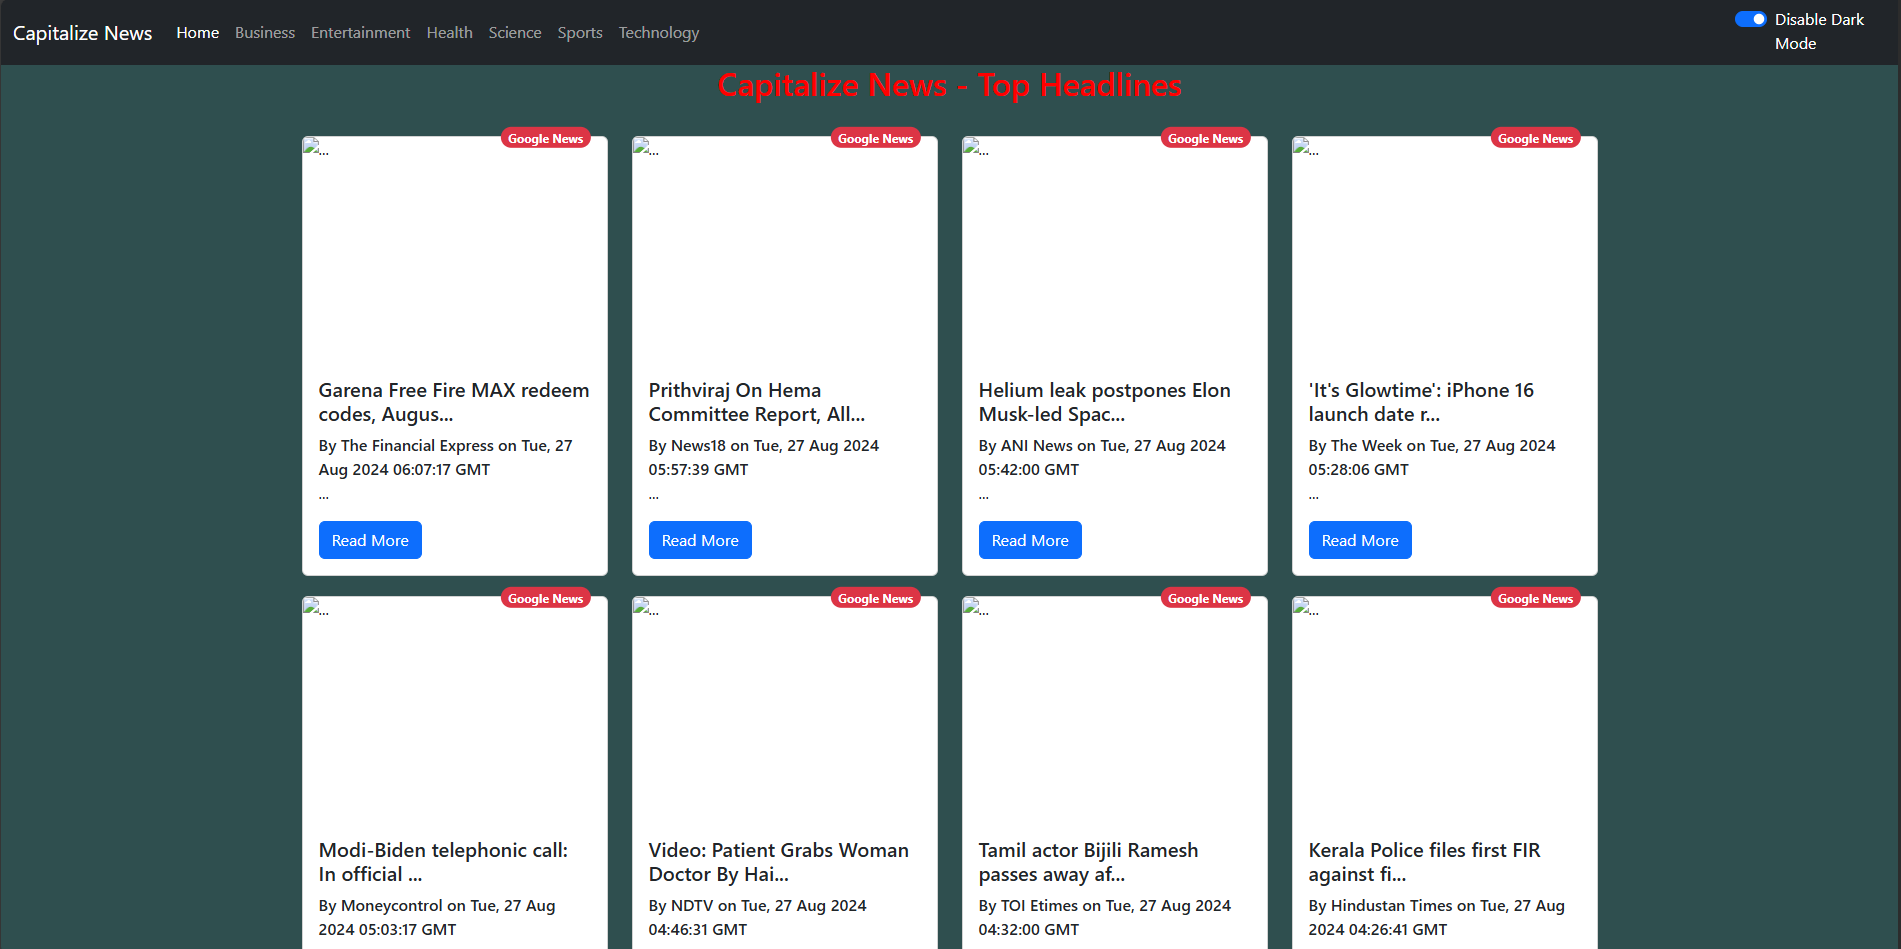 Capitalize News Home Business Entertainment Health Science Sports Technology Disable Dark
Mode
Capitalize News - Top Headlines
Google News Google News Google News Google News
... ... ... ...
Garena Free Fire MAX redeem
codes, Augus...
By The Financial Express on Tue, 27
Aug 2024 06:07:17 GMT
...
Read More
Prithviraj On Hema
Committee Report, All...
By News18 on Tue, 27 Aug 2024
05:57:39 GMT
...
Read More
Helium leak postpones Elon
Musk-led Spac...
By ANI News on Tue, 27 Aug 2024
05:42:00 GMT
...
Read More
'It's Glowtime': iPhone 16
launch date r...
By The Week on Tue, 27 Aug 2024
05:28:06 GMT
...
Read More
Google News Google News Google News Google News
... ... ... ...
Modi-Biden telephonic call:
In official ...
By Moneycontrol on Tue, 27 Aug
2024 05:03:17 GMT
Video: Patient Grabs Woman
Doctor By Hai...
By NDTV on Tue, 27 Aug 2024
04:46:31 GMT
Tamil actor Bijili Ramesh
passes away af...
By TOI Etimes on Tue, 27 Aug 2024
04:32:00 GMT
Kerala Police files first FIR
against fi...
By Hindustan Times on Tue, 27 Aug
2024 04:26:41 GMT